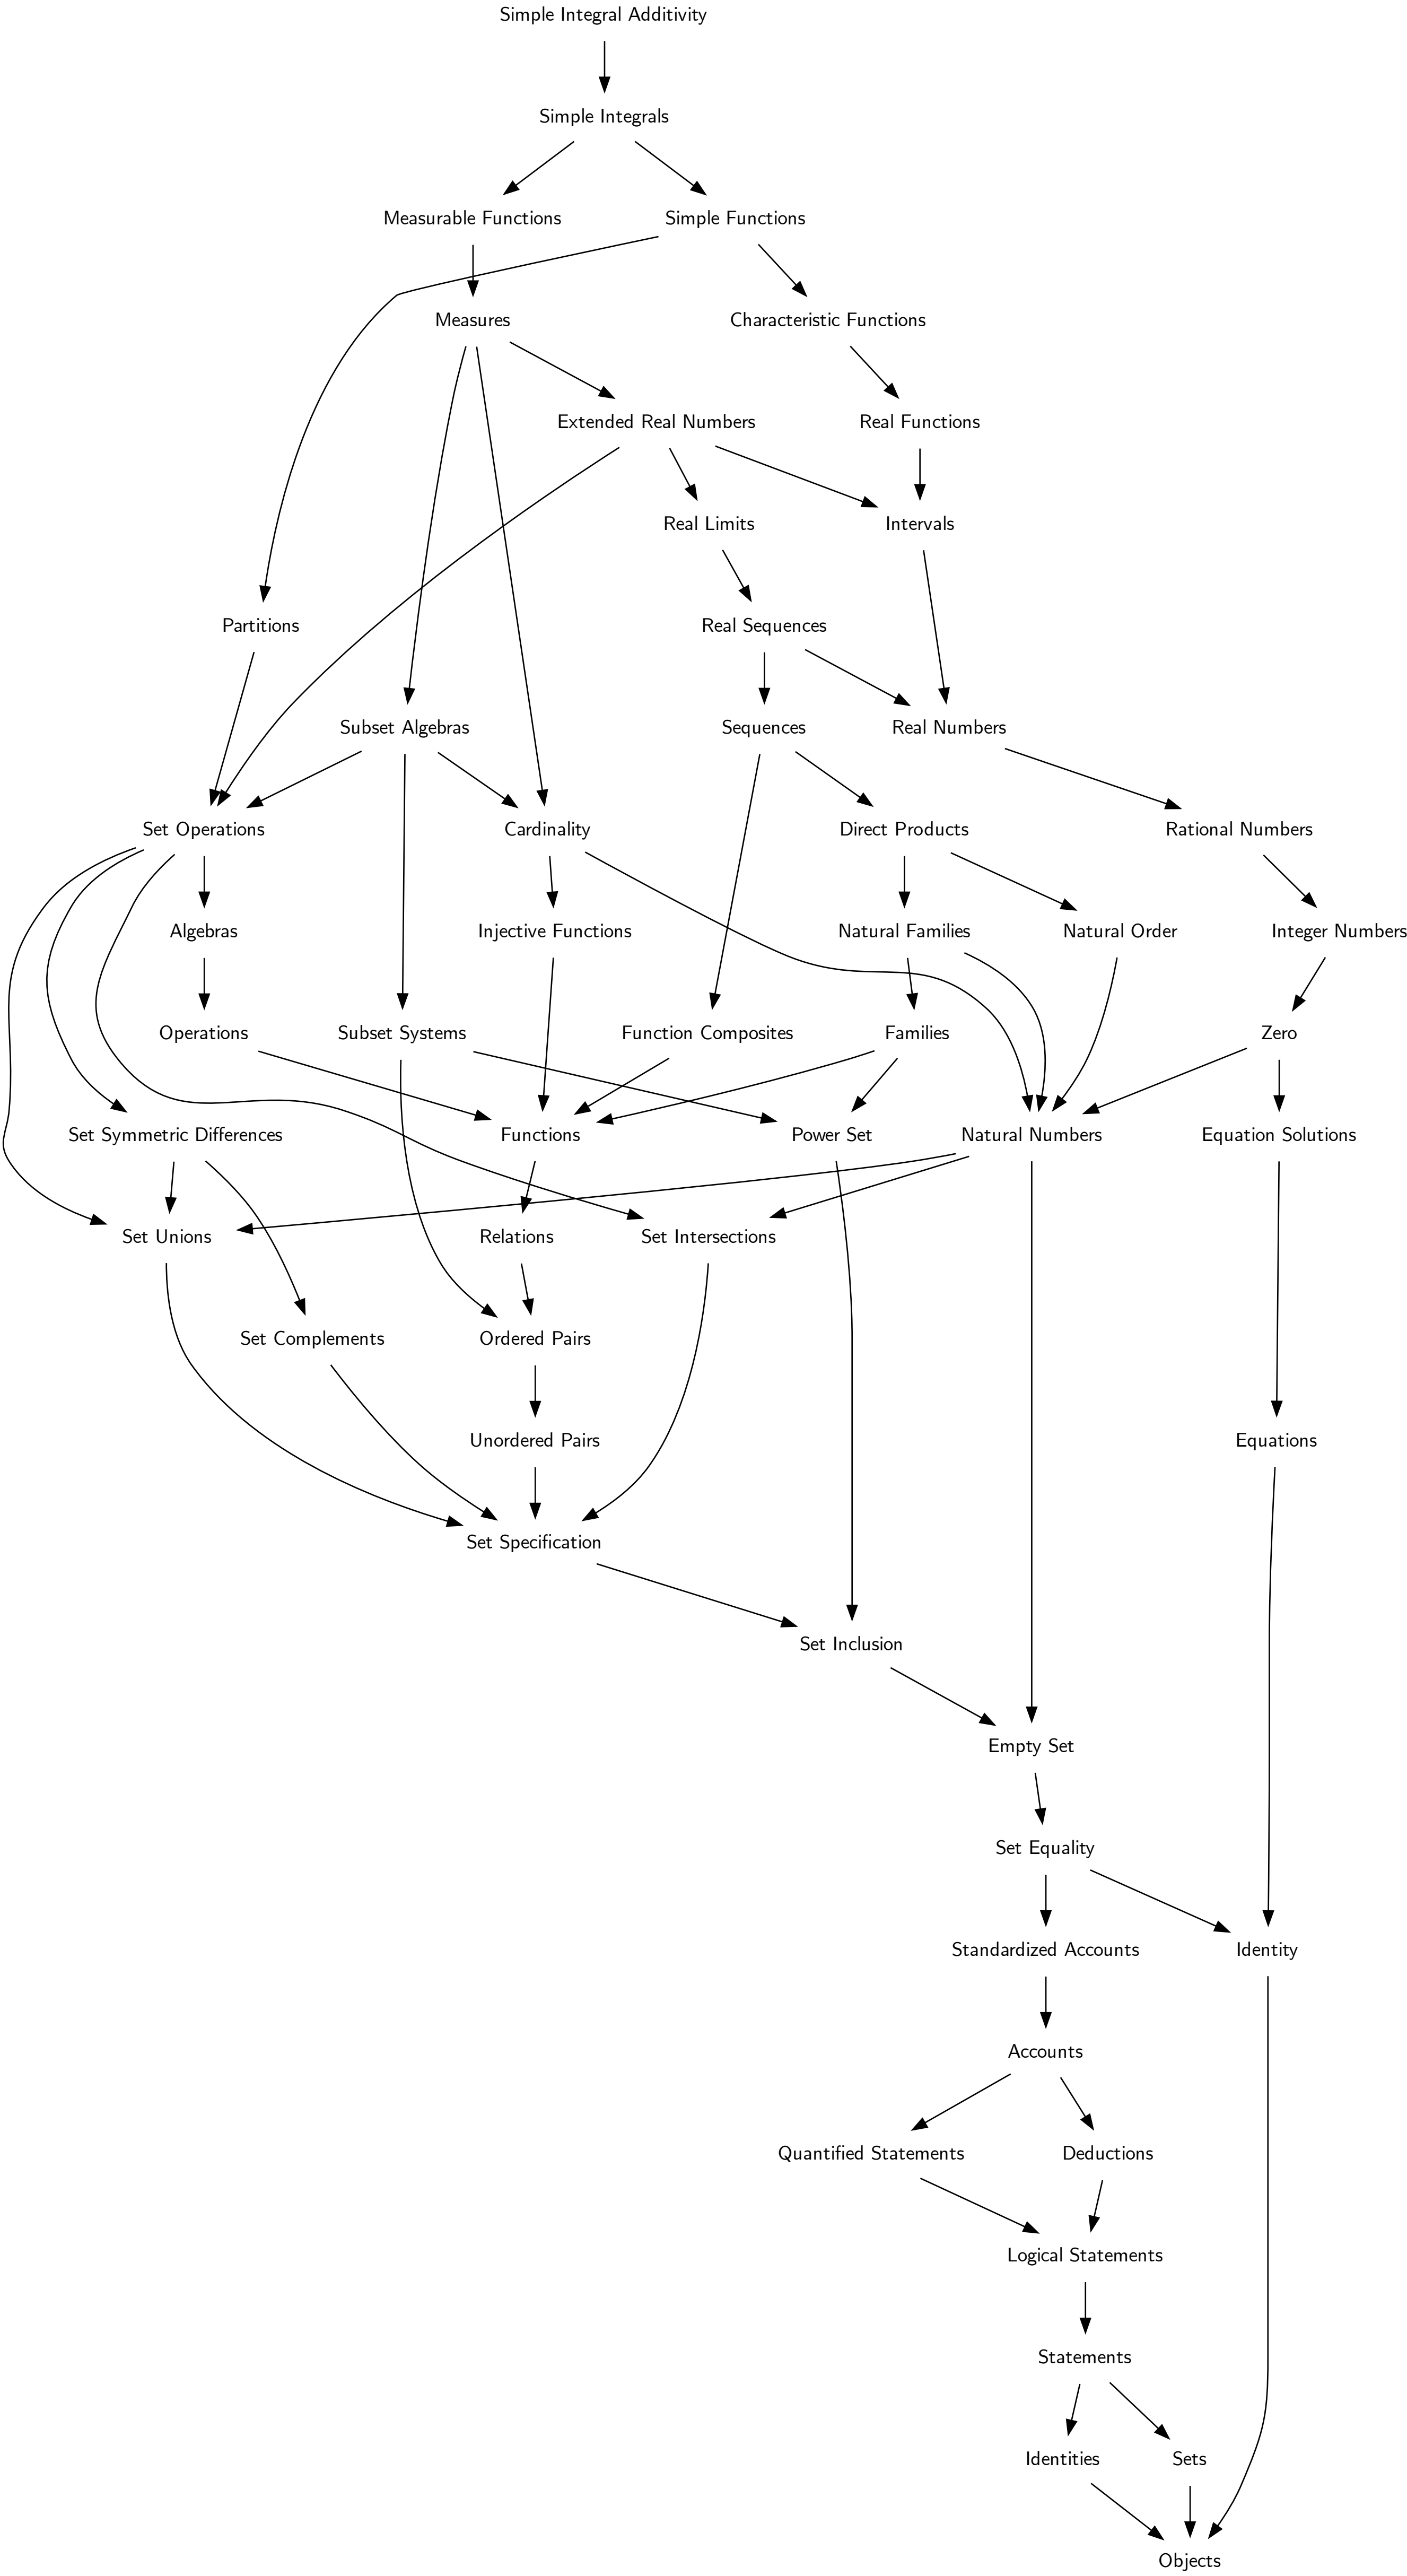 Simple Integral Additivity
Simple Integrals
Measurable Functions
Simple Functions
Measures
Characteristic Functions
Extended Real Numbers
Real Functions
Real Limits
Intervals
Partitions
Real Sequences
Subset Algebras
Sequences
Real Numbers
Set Operations
Cardinality
Direct Products
Rational Numbers
Algebras
Injective Functions
Natural Families
Natural Order
Integer Numbers
Operations
Subset Systems
Function Composites
Families
Zero
Set Symmetric Differences
Functions
Power Set
Natural Numbers
Equation Solutions
Set Unions
Relations
Set Intersections
Set Complements
Ordered Pairs
Unordered Pairs
Equations
Set Specification
Set Inclusion
Empty Set
Set Equality
Standardized Accounts
Identity
Accounts
Quantified Statements
Deductions
Logical Statements
Statements
Identities
Sets
Objects